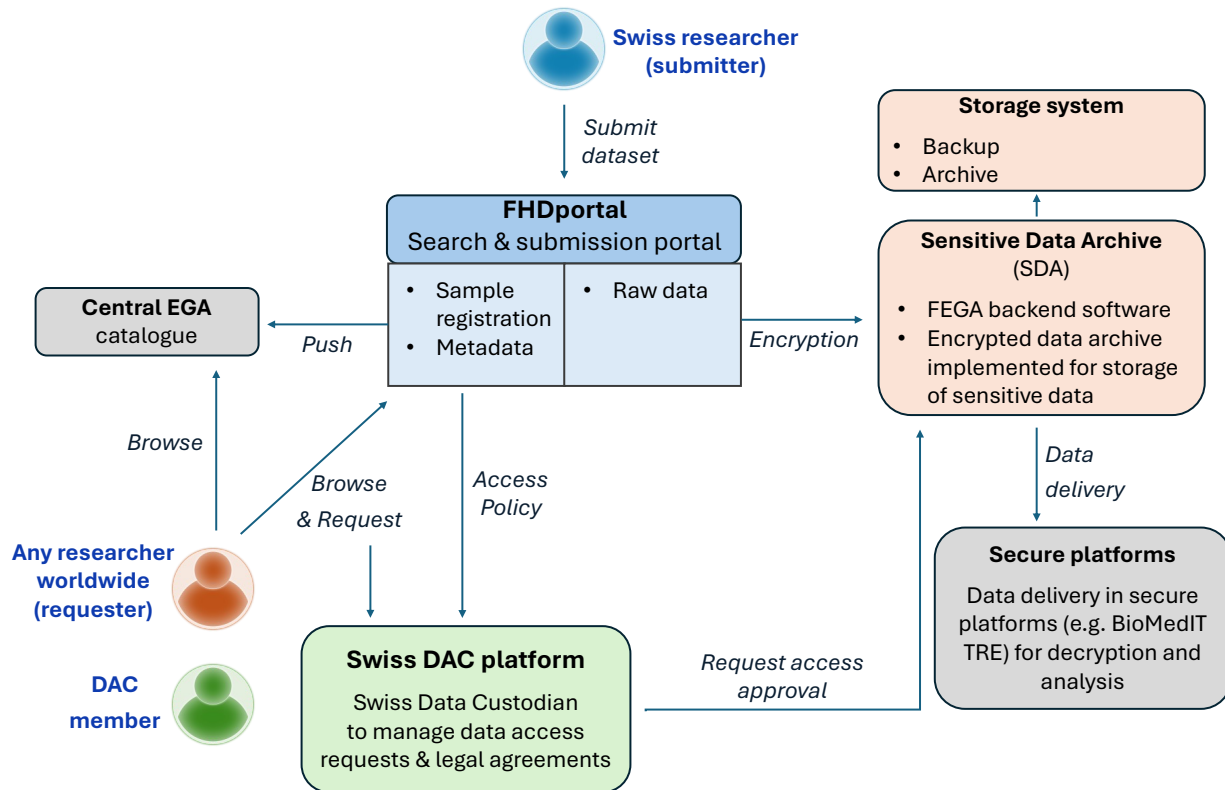 Swiss researcher
(submitter)
Submit
dataset
Storage system
• Backup
• Archive
FHDportal
Search & submission portal
• Sample
registration
• Metadata
• Raw data
Sensitive Data Archive
(SDA)
• FEGA backend software
• Encrypted data archive
implemented for storage
of sensitive data
Central EGA
catalogue
Push
Encryption
Browse
Browse
& Request
Access
Policy
Data
delivery
Any researcher
worldwide
(requester)
Secure platforms
Data delivery in secure
platforms (e.g. BioMedIT
TRE) for decryption and
analysis
DAC
member
Swiss DAC platform
Swiss Data Custodian
to manage data access
requests & legal agreements
Request access
approval